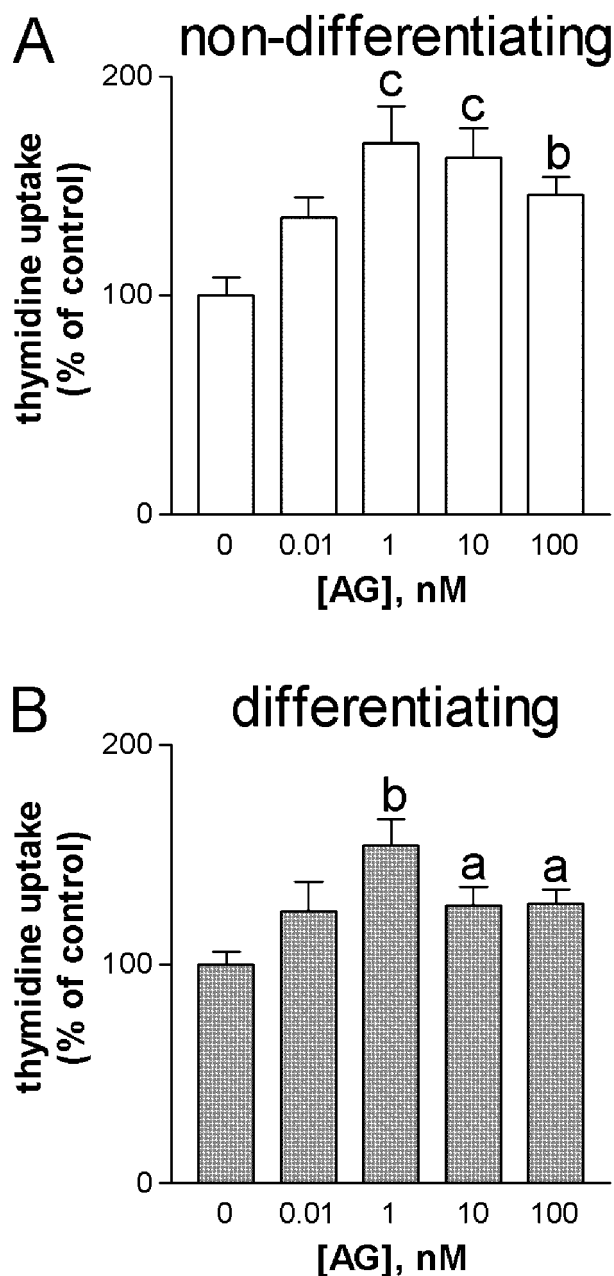 A non-differentiating
200
c
c
b
thymidine uptake
(% of control)
100
0
0 0.01 1 10 100
[AG], nM
B differentiating
200
b
a a
thymidine uptake
(% of control)
100
0
0 0.01 1 10 100
[AG], nM